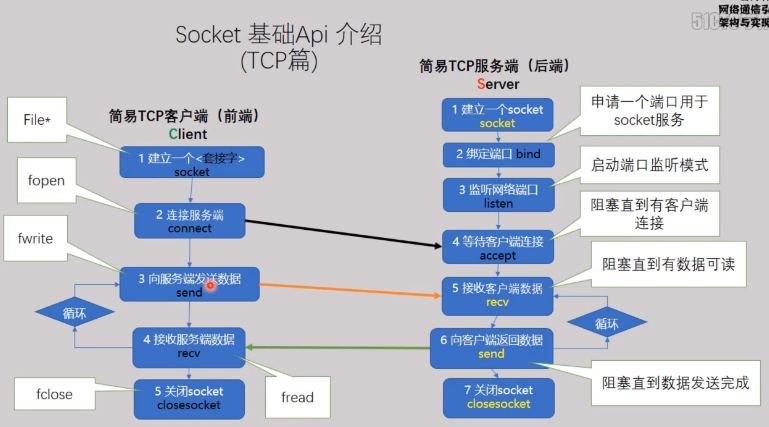 网络通信引
架构与实现
Socket 基础Api 介绍
(TCP篇)
简易TCP客户端（前端）
Client
File*
1 建立一个<套接字>
socket
fopen
2 连接服务端
connect
fwrite
3 向服务端发送数据
send
循环
4 接收服务端数据
recv
fclose
5 关闭socket
closesocket
fread
简易TCP服务端（后端）
Server
1 建立一个socket
socket
申请一个端口用于
socket服务
2 绑定端口 bind
启动端口监听模式
3 监听网络端口
listen
阻塞直到有客户端
连接
4 等待客户端连接
accept
阻塞直到有数据可读
5 接收客户端数据
recv
循环
6 向客户端返回数据
send
阻塞直到数据发送完成
7 关闭socket
closesocket